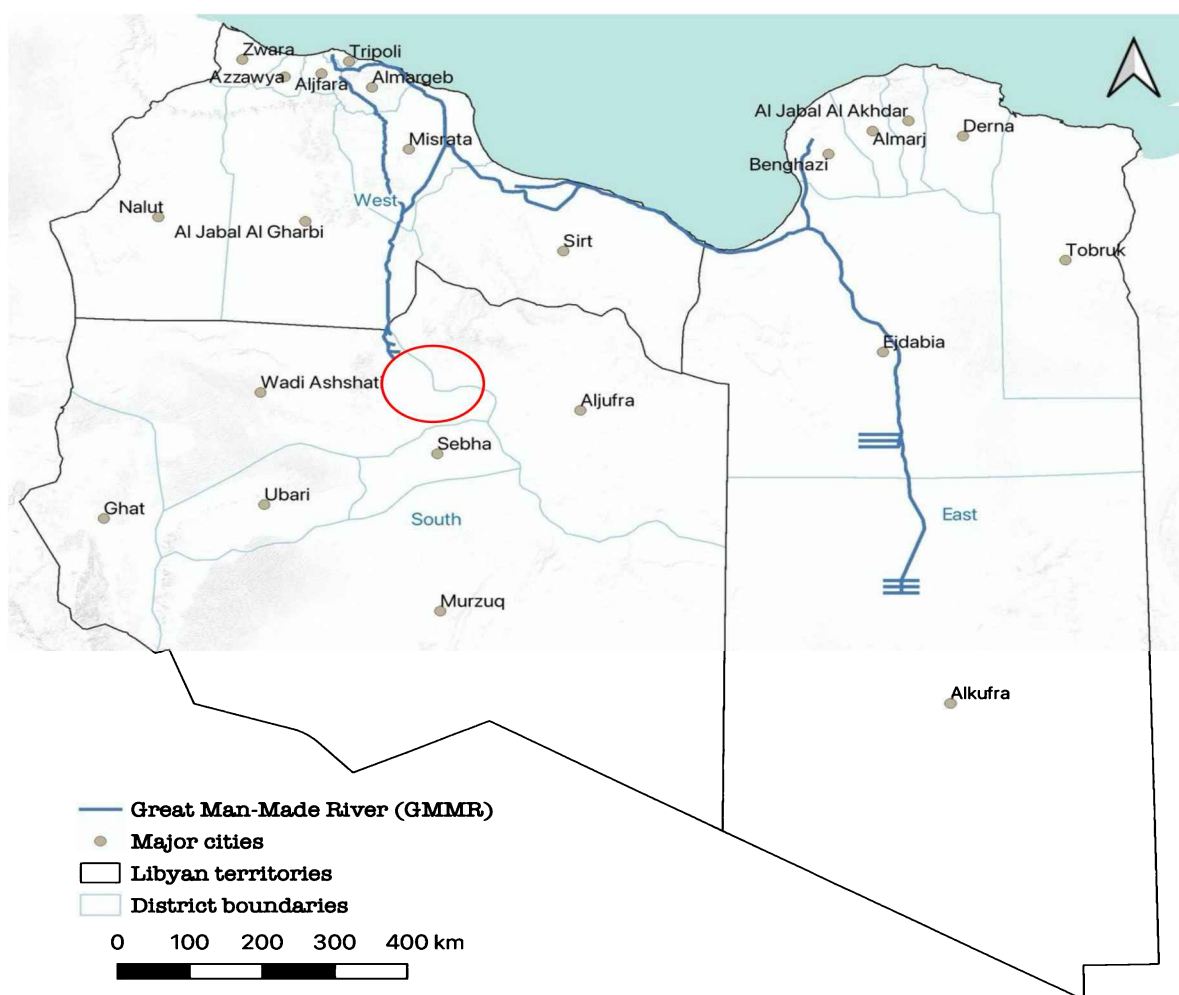 Zwara
Tripoli
Azzawya
Aljfara
Almargeb
Al Jabal Al Akhdar
Almarj
Derna
Misrata
Benghazi
West
Nalut
Al Jabal Al Gharbi
Sirt
Tobruk
Ejdabia
Wadi Ashshati
Aljufra
Sebha
Ubari
Ghat
South
East
Murzuq
Alkufra
Great Man-Made River (GMMR)
Major cities
Libyan territories
District boundaries
0 100 200 300 400 km